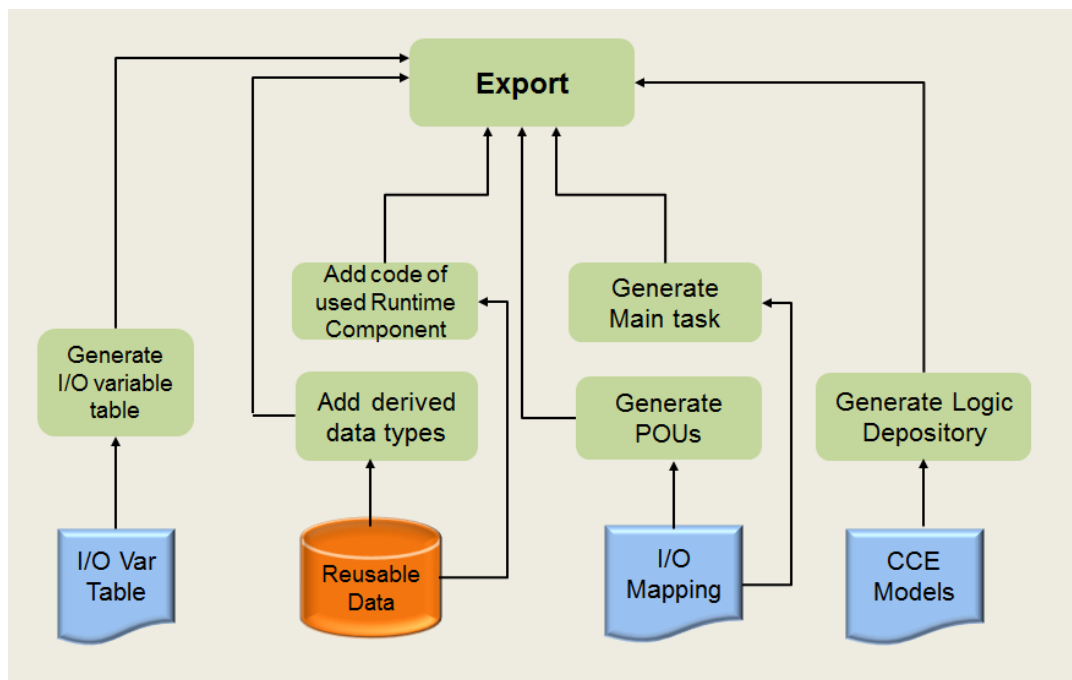 Export
Add code of
used Runtime
Component
Generate
Main task
Generate
I/O variable
table
Add derived
data types
Generate
POUs
Generate Logic
Depository
I/O Var
Table
Reusable
Data
I/O
Mapping
CCE
Models